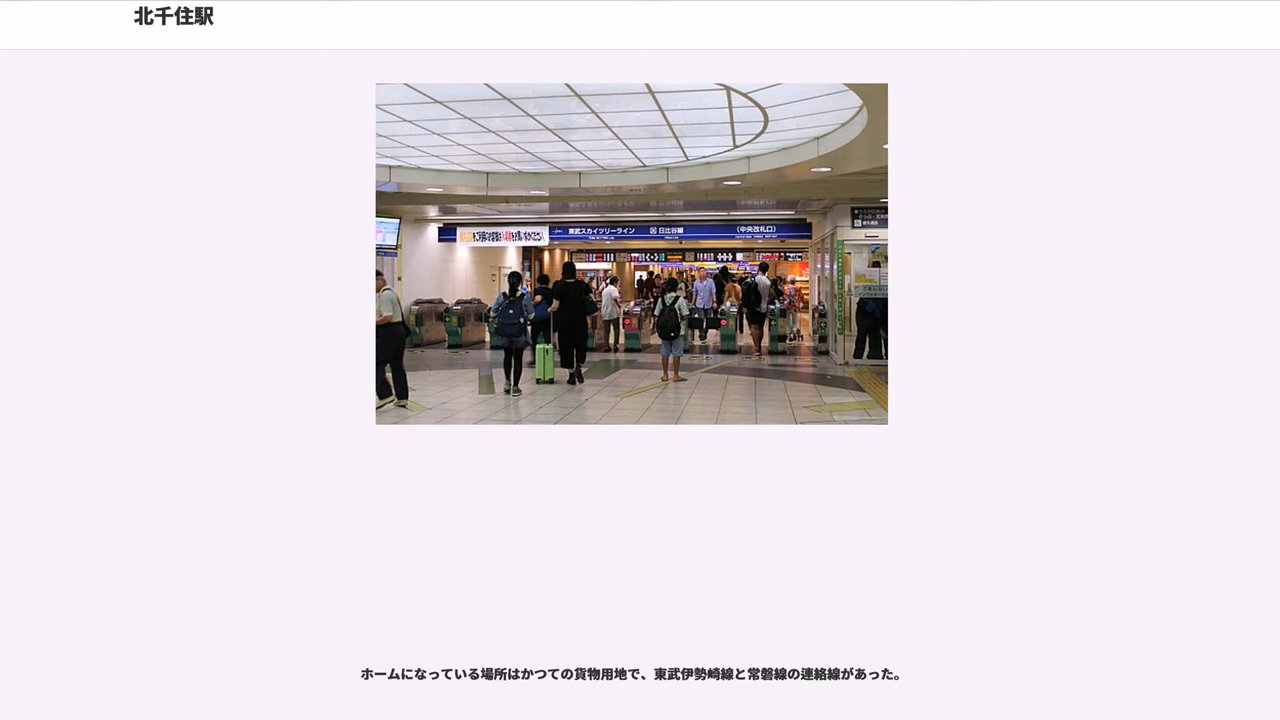 北千住駅
東武スカイツリーライン 日比谷線 (中央改札口)
ホームになっている場所はかつての貨物用地で、東武伊勢崎線と常磐線の連絡線があった。